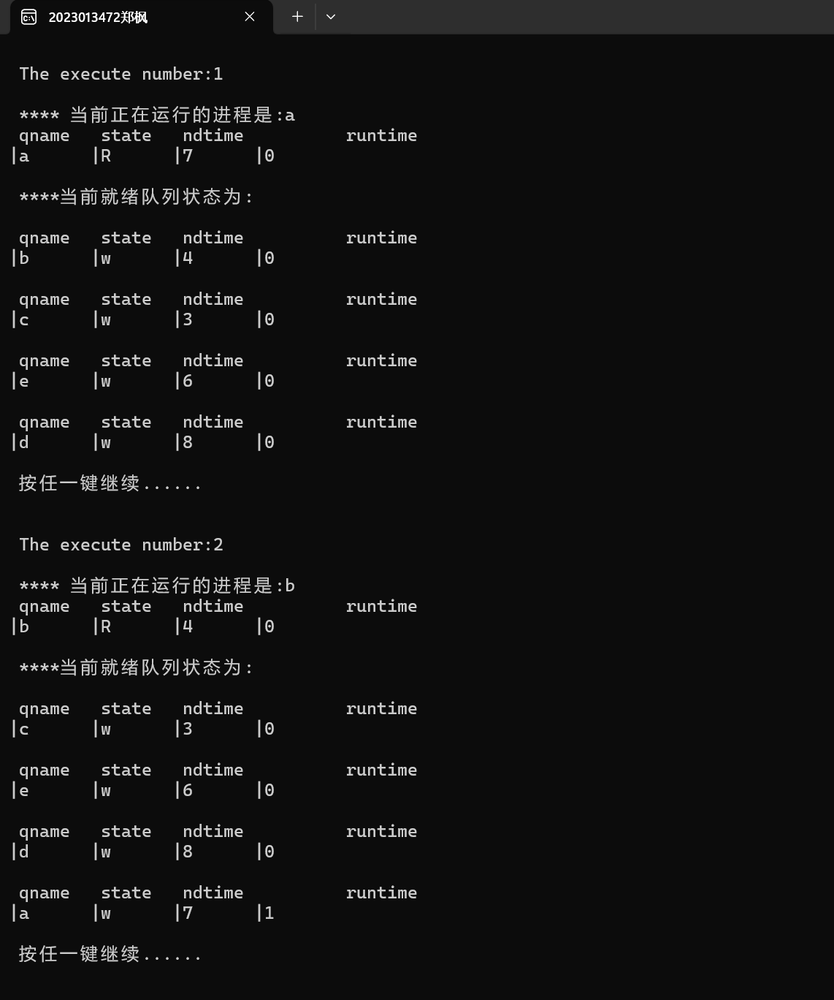 2023013472郑枫
The execute number:1
**** 当前正在运行的进程是:a
qname state ndtime runtime
|a |R |7 |0
****当前就绪队列状态为:
qname state ndtime runtime
|b |w |4 |0
qname state ndtime runtime
|c |w |3 |0
qname state ndtime runtime
|e |w |6 |0
qname state ndtime runtime
|d |w |8 |0
按任一键继续......
The execute number:2
**** 当前正在运行的进程是:b
qname state ndtime runtime
|b |R |4 |0
****当前就绪队列状态为:
qname state ndtime runtime
|c |w |3 |0
qname state ndtime runtime
|e |w |6 |0
qname state ndtime runtime
|d |w |8 |0
qname state ndtime runtime
|a |w |7 |1
按任一键继续......